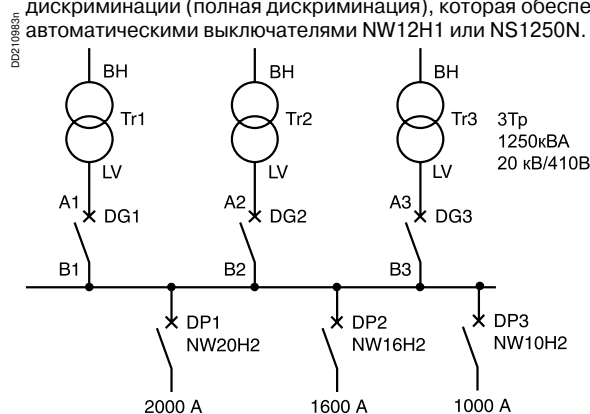 дискриминации (полная дискриминация), которая обеспе
автоматическими выключателями NW12H1 или NS1250N.
DD210983n
BH BH BH
Tr1 Tr2 Tr3
3Тр
1250кВА
20 кВ/410В
LV LV LV
A1 DG1 A2 DG2 A3 DG3
B1 B2 B3
DP1 DP2 DP3
NW20H2 NW16H2 NW10H2
2000 A 1600 A 1000 A